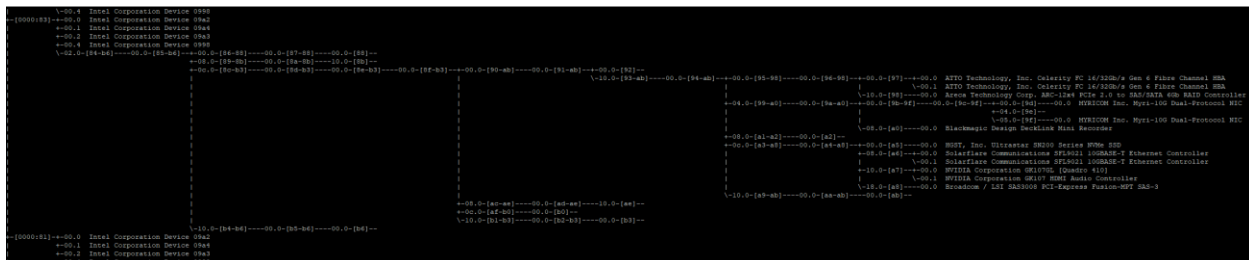 |           \-00.4  Intel Corporation Device 0998
+-[0000:83]-+-00.0  Intel Corporation Device 09a2
|           +-00.1  Intel Corporation Device 09a4
|           +-00.2  Intel Corporation Device 09a3
|           +-00.4  Intel Corporation Device 0998
|           \-02.0-[84-b6]----00.0-[85-b6]--+-00.0-[86-88]----00.0-[87-88]----00.0-[88]--
|                                           +-08.0-[89-8b]----00.0-[8a-8b]----10.0-[8b]--
|                                           +-0c.0-[8c-b3]----00.0-[8d-b3]----00.0-[8e-b3]----00.0-[8f-b3]--+-00.0-[90-ab]----00.0-[91-ab]--+-00.0-[92]--
|                                           |                                                               |                               \-10.0-[93-ab]----00.0-[94-ab]--+-00.0-[95-98]----00.0-[96-98]--+-00.0-[97]--+-00.0  ATTO Technology, Inc. Celerity FC 16/32Gb/s Gen 6 Fibre Channel HBA
|                                           |                                                               |                                                                   |                               |            \-00.1  ATTO Technology, Inc. Celerity FC 16/32Gb/s Gen 6 Fibre Channel HBA
|                                           |                                                               |                                                                   |                               \-10.0-[98]----00.0  Areca Technology Corp. ARC-12x4 PCIe 2.0 to SAS/SATA 6Gb RAID Controller
|                                           |                                                               |                                                                   +-04.0-[99-a0]----00.0-[9a-a0]--+-00.0-[9b-9f]----00.0-[9c-9f]--+-00.0-[9d]----00.0  MYRICOM Inc. Myri-10G Dual-Protocol NIC
|                                           |                                                               |                                                                   |                               |                               +-04.0-[9e]--
|                                           |                                                               |                                                                   |                               |                               \-05.0-[9f]----00.0  MYRICOM Inc. Myri-10G Dual-Protocol NIC
|                                           |                                                               |                                                                   |                               \-08.0-[a0]----00.0  Blackmagic Design DeckLink Mini Recorder
|                                           |                                                               |                                                                   +-08.0-[a1-a2]----00.0-[a2]--
|                                           |                                                               |                                                                   +-0c.0-[a3-a8]----00.0-[a4-a8]--+-00.0-[a5]----00.0  HGST, Inc. Ultrastar SN200 Series NVMe SSD
|                                           |                                                               |                                                                   |                               +-08.0-[a6]--+-00.0  Solarflare Communications SFL9021 10GBASE-T Ethernet Controller
|                                           |                                                               |                                                                   |                               |            \-00.1  Solarflare Communications SFL9021 10GBASE-T Ethernet Controller
|                                           |                                                               |                                                                   |                               +-10.0-[a7]--+-00.0  NVIDIA Corporation GK107GL [Quadro 410]
|                                           |                                                               |                                                                   |                               |            \-00.1  NVIDIA Corporation GK107 HDMI Audio Controller
|                                           |                                                               |                                                                   |                               \-18.0-[a8]----00.0  Broadcom / LSI SAS3008 PCI-Express Fusion-MPT SAS-3
|                                           |                                                               |                                                                   \-10.0-[a9-ab]----00.0-[aa-ab]----00.0-[ab]--
|                                           |                                                               +-08.0-[ac-ae]----00.0-[ad-ae]----10.0-[ae]--
|                                           |                                                               +-0c.0-[af-b0]----00.0-[b0]--
|                                           |                                                               \-10.0-[b1-b3]----00.0-[b2-b3]----00.0-[b3]--
|                                           \-10.0-[b4-b6]----00.0-[b5-b6]----00.0-[b6]--
+-[0000:81]-+-00.0  Intel Corporation Device 09a2
|           +-00.1  Intel Corporation Device 09a4
|           +-00.2  Intel Corporation Device 09a3